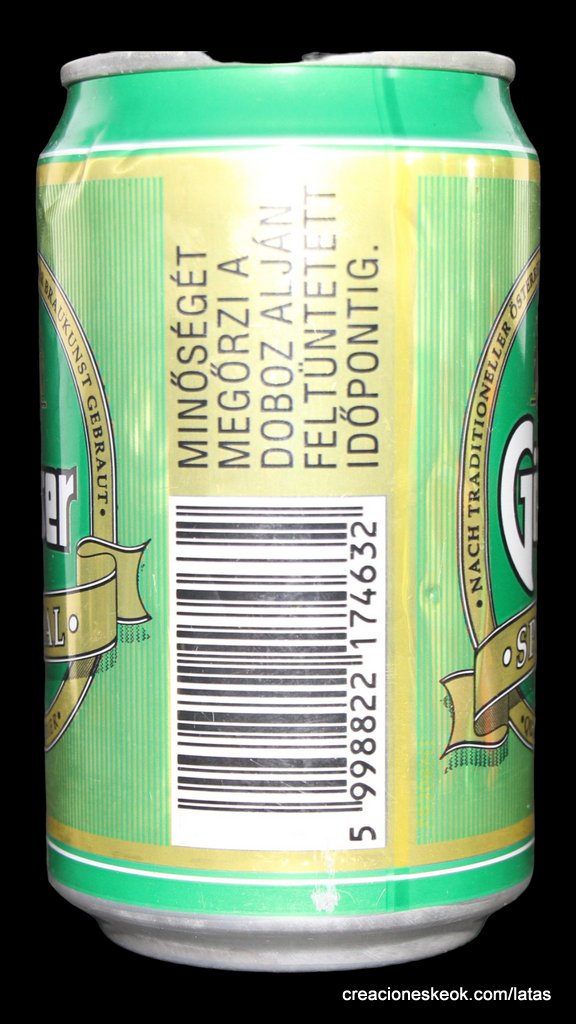 MINŐSÉGÉT
MEGŐRZI A
DOBOZ ALJÁN
FELTÜNTETETT
IDŐPONTIG.
5 998822 174632
BRAUKUNST GEBRAUT •
• NACH TRADITIONELLER
creacioneskeok.com/latas